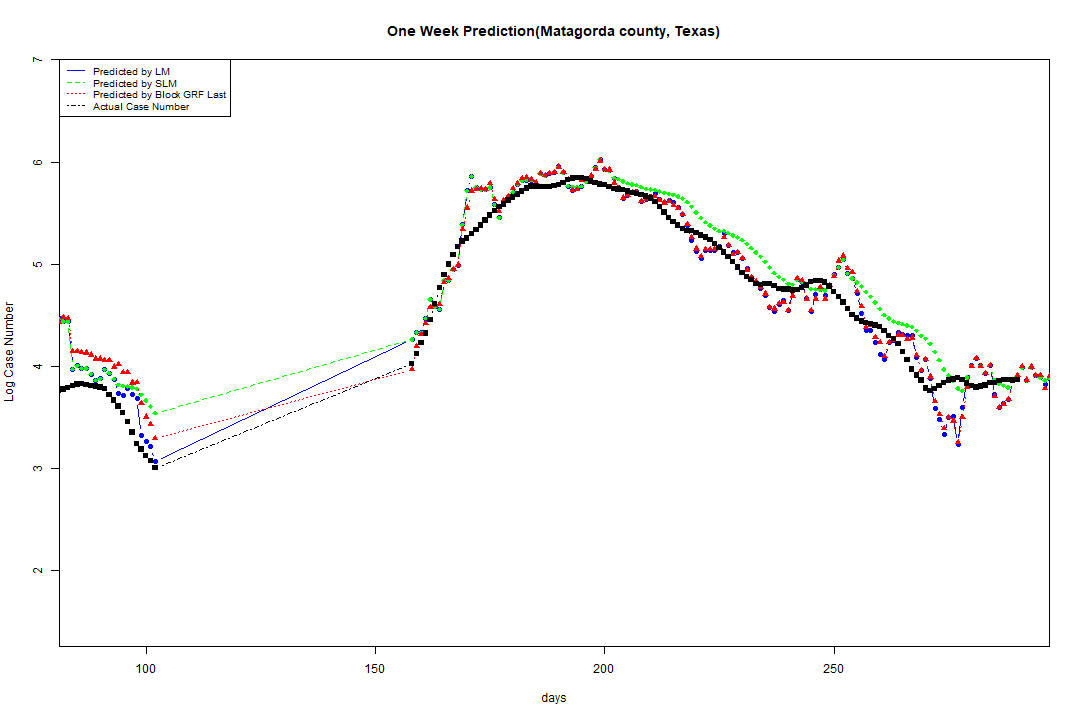 One Week Prediction(Matagorda county, Texas)
Predicted by LM
Predicted by SLM
Predicted by Block GRF Last
Actual Case Number
7
6
5
4
3
2
Log Case Number
100 150 200 250
days